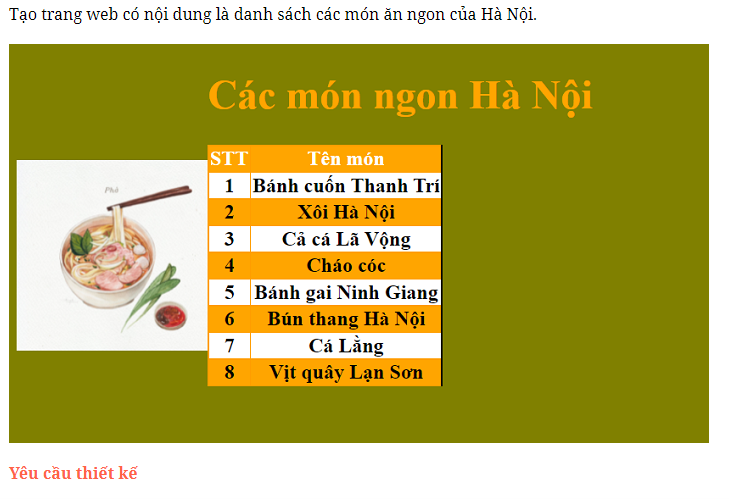 Tạo trang web có nội dung là danh sách các món ăn ngon của Hà Nội.
Các món ngon Hà Nội
Phở
STT Tên món
1 Bánh cuốn Thanh Trí
2 Xôi Hà Nội
3 Cả cá Lã Vộng
4 Cháo cóc
5 Bánh gai Ninh Giang
6 Bún thang Hà Nội
7 Cá Lằng
8 Vịt quây Lạn Sơn
Yêu cầu thiết kế